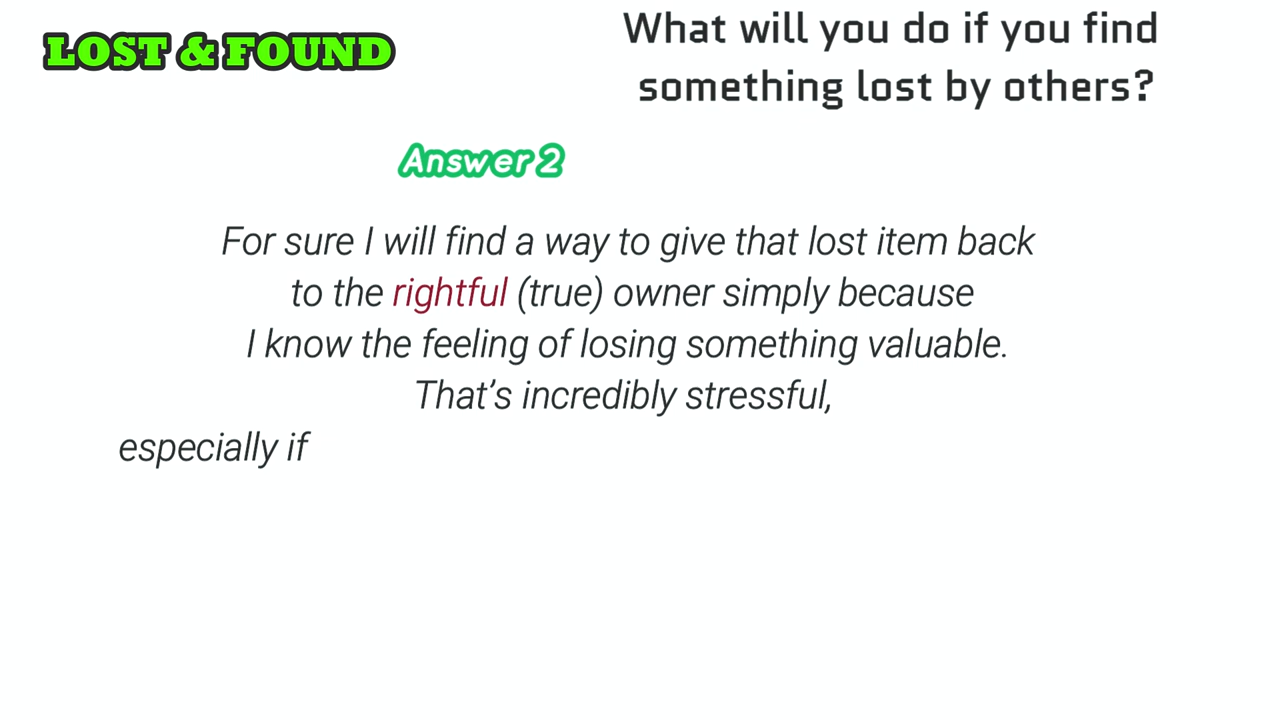 LOST & FOUND
What will you do if you find
something lost by others?
Answer 2
For sure I will find a way to give that lost item back
to the rightful (true) owner simply because
I know the feeling of losing something valuable.
That’s incredibly stressful,
especially if